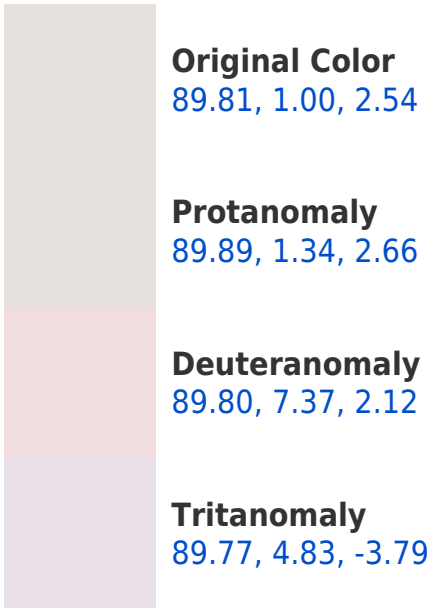 Original Color
89.81, 1.00, 2.54
Protanomaly
89.89, 1.34, 2.66
Deuteranomaly
89.80, 7.37, 2.12
Tritanomaly
89.77, 4.83, -3.79